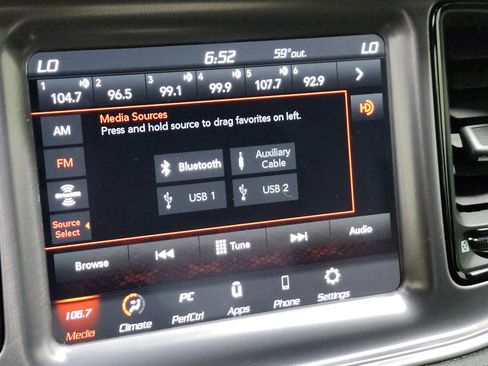 LO 6:52 59°out. LO
1 2 3 4 5 6
104.7 96.5 99.1 99.9 107.7 92.9
Media Sources
Press and hold source to drag favorites on left.
AM
FM
Source
Select
Bluetooth
Auxiliary
Cable
USB 1
USB 2
Browse Tune Audio
106.7
Media
Climate
PC
PerfCtrl
Apps
Phone
Settings